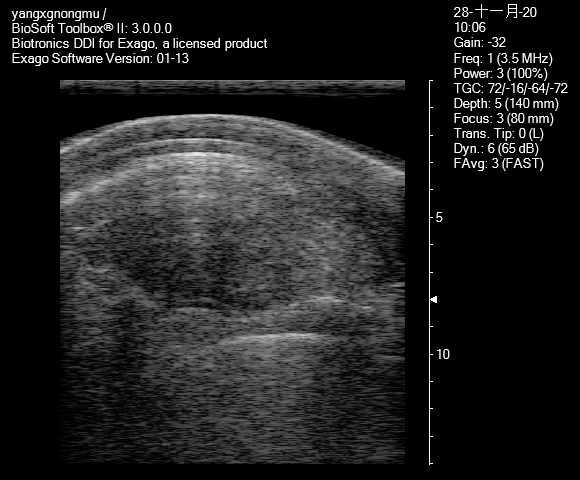 yangxgnongmu /
BioSoft Toolbox® II: 3.0.0.0
Biotronics DDI for Exago, a licensed product
Exago Software Version: 01-13
28-十一月-20
10:06
Gain: -32
Freq: 1 (3.5 MHz)
Power: 3 (100%)
TGC: 72/-16/-64/-72
Depth: 5 (140 mm)
Focus: 3 (80 mm)
Trans. Tip: 0 (L)
Dyn.: 6 (65 dB)
FAvg: 3 (FAST)
5
10